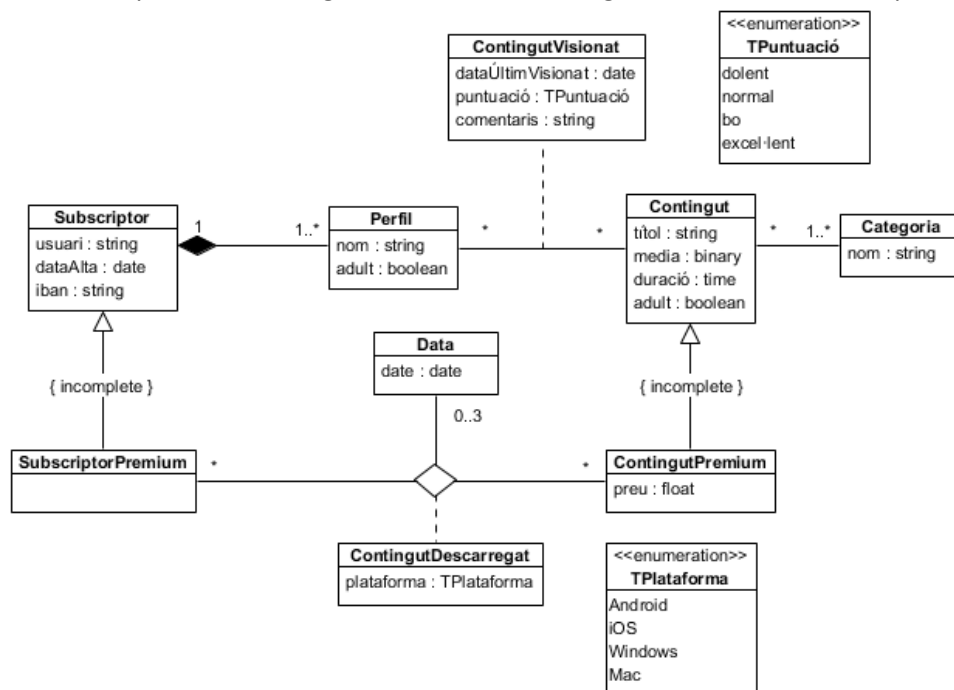 <<enumeration>>
TPuntuació
dolent
normal
bo
excel·lent
ContingutVisionat
dataÚltimVisionat : date
puntuació : TPuntuació
comentaris : string
Subscriptor
usuari : string
dataAlta : date
iban : string
1
1..*
Perfil
nom : string
adult : boolean
*
*
Contingut
títol : string
media : binary
duració : time
adult : boolean
*
1..*
Categoria
nom : string
{ incomplete }
Data
date : date
0..3
{ incomplete }
SubscriptorPremium
*
*
ContingutPremium
preu : float
ContingutDescarregat
plataforma : TPlataforma
<<enumeration>>
TPlataforma
Android
iOS
Windows
Mac